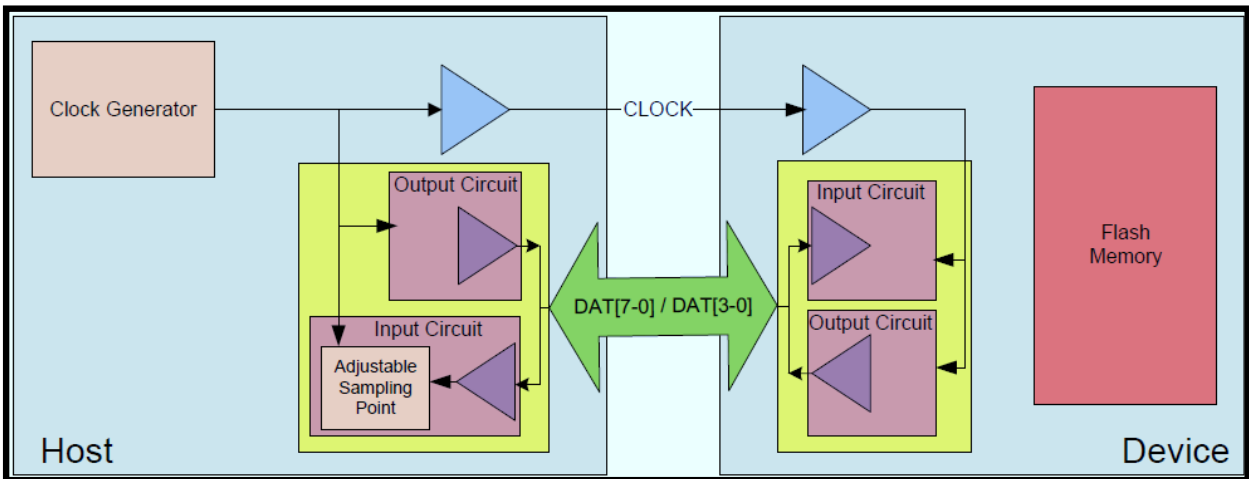 Clock Generator
CLOCK
Output Circuit
Input Circuit
Adjustable
Sampling
Point
DAT[7-0] / DAT[3-0]
Input Circuit
Output Circuit
Flash
Memory
Host
Device